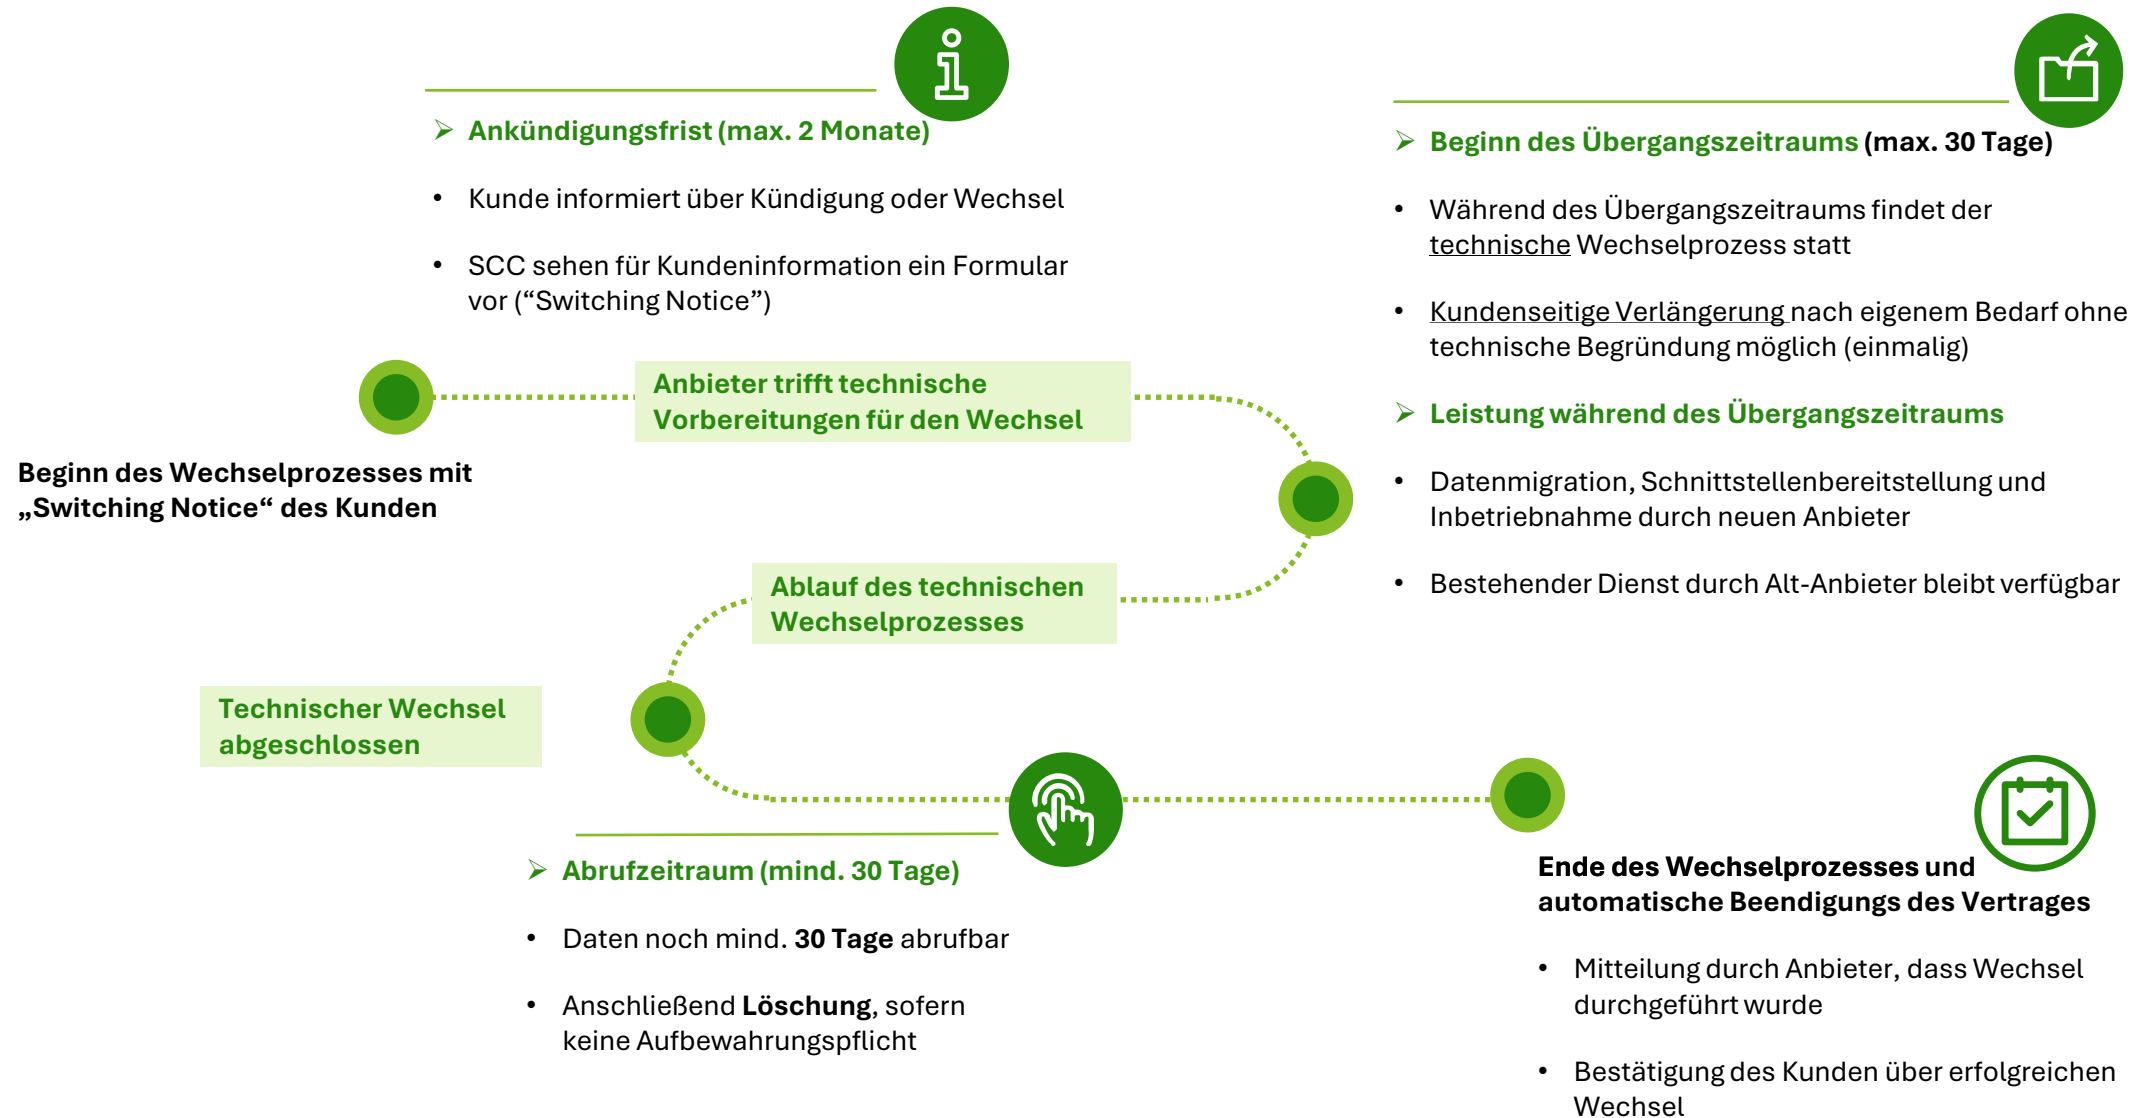 ➢ Ankündigungsfrist (max. 2 Monate)
• Kunde informiert über Kündigung oder Wechsel
• SCC sehen für Kundeninformation ein Formular
vor (“Switching Notice”)
➢ Beginn des Übergangszeitraums (max. 30 Tage)
• Während des Übergangszeitraums findet der
technische Wechselprozess statt
• Kundenseitige Verlängerung nach eigenem Bedarf ohne
technische Begründung möglich (einmalig)
➢ Leistung während des Übergangszeitraums
• Datenmigration, Schnittstellenbereitstellung und
Inbetriebnahme durch neuen Anbieter
• Bestehender Dienst durch Alt-Anbieter bleibt verfügbar
Anbieter trifft technische
Vorbereitungen für den Wechsel
Beginn des Wechselprozesses mit
„Switching Notice“ des Kunden
Ablauf des technischen
Wechselprozesses
Technischer Wechsel
abgeschlossen
➢ Abrufzeitraum (mind. 30 Tage)
• Daten noch mind. 30 Tage abrufbar
• Anschließend Löschung, sofern
keine Aufbewahrungspflicht
Ende des Wechselprozesses und
automatische Beendigungs des Vertrages
• Mitteilung durch Anbieter, dass Wechsel
durchgeführt wurde
• Bestätigung des Kunden über erfolgreichen
Wechsel